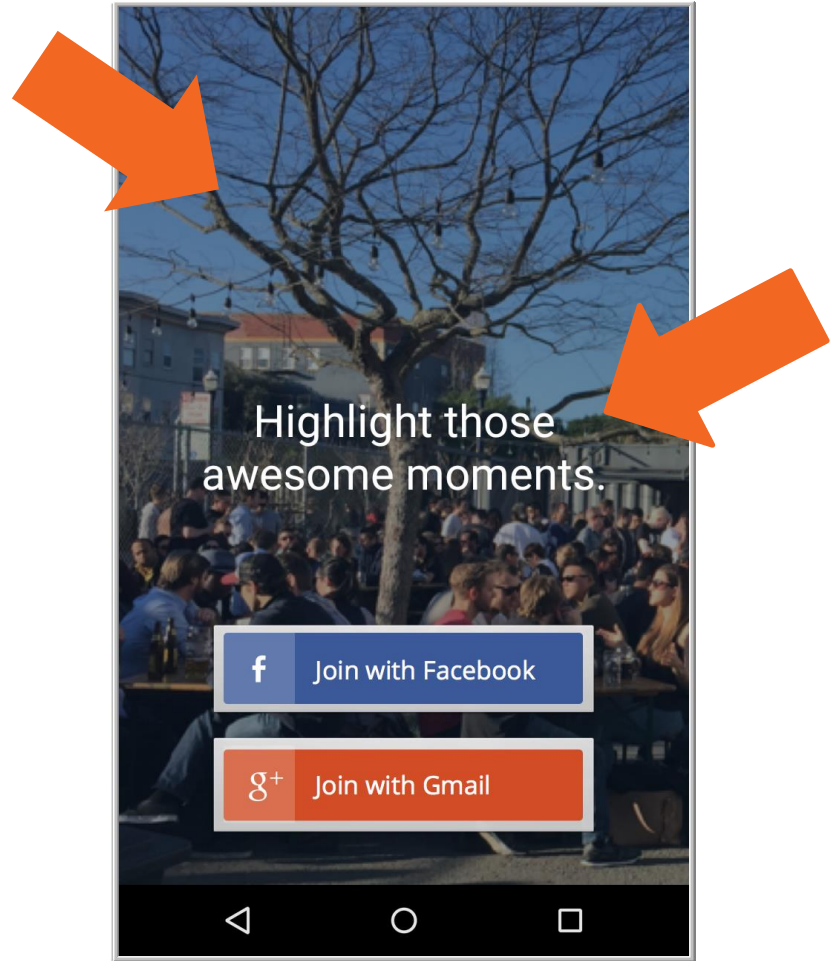 Highlight those
awesome moments.
f Join with Facebook
g+ Join with Gmail